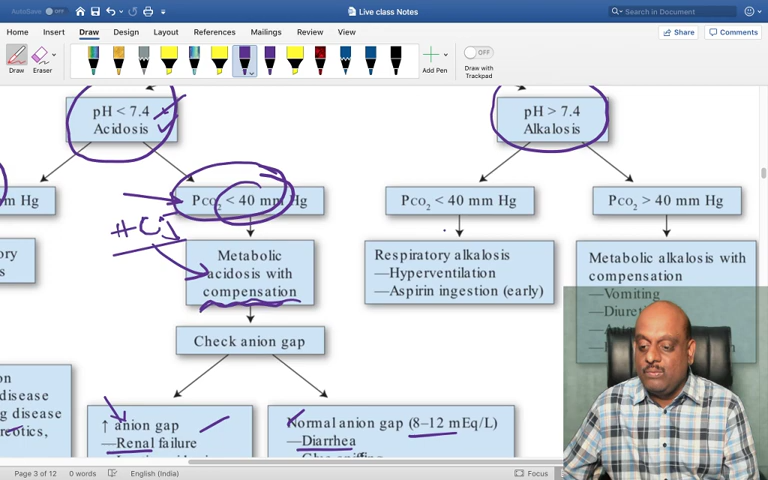 AutoSave OFF
Live class Notes
Search in Document
Home Insert Draw Design Layout References Mailings Review View
Share Comments
Draw Eraser Add Pen Draw with Trackpad OFF
pH < 7.4
Acidosis
pH > 7.4
Alkalosis
m Hg
Pco2 < 40 mm Hg
Pco2 < 40 mm Hg
Pco2 > 40 mm Hg
ory
s
Metabolic
acidosis with
compensation
Respiratory alkalosis
—Hyperventilation
—Aspirin ingestion (early)
Metabolic alkalosis with
compensation
—Vomiting
Check anion gap
on
disease
g disease
↑ anion gap
—Renal failure
Normal anion gap (8–12 mEq/L)
—Diarrhea
Page 3 of 12 0 words English (India) Focus